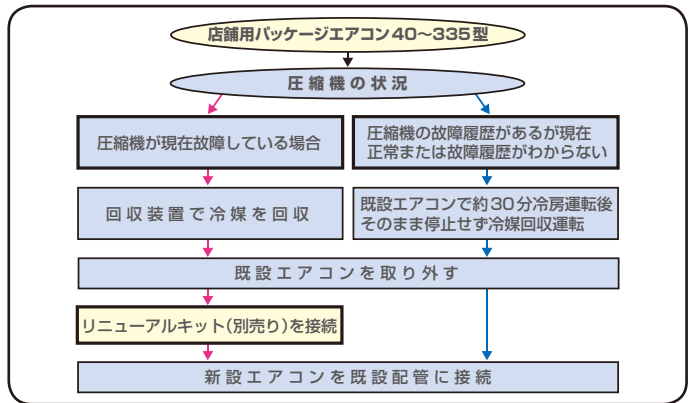 店舗用パッケージエアコン40～335型
圧縮機の状況
圧縮機が現在故障している場合
圧縮機の故障履歴があるが現在
正常または故障履歴がわからない
回収装置で冷媒を回収
既設エアコンで約30分冷房運転後
そのまま停止せず冷媒回収運転
既設エアコンを取り外す
リニューアルキット(別売り)を接続
新設エアコンを既設配管に接続